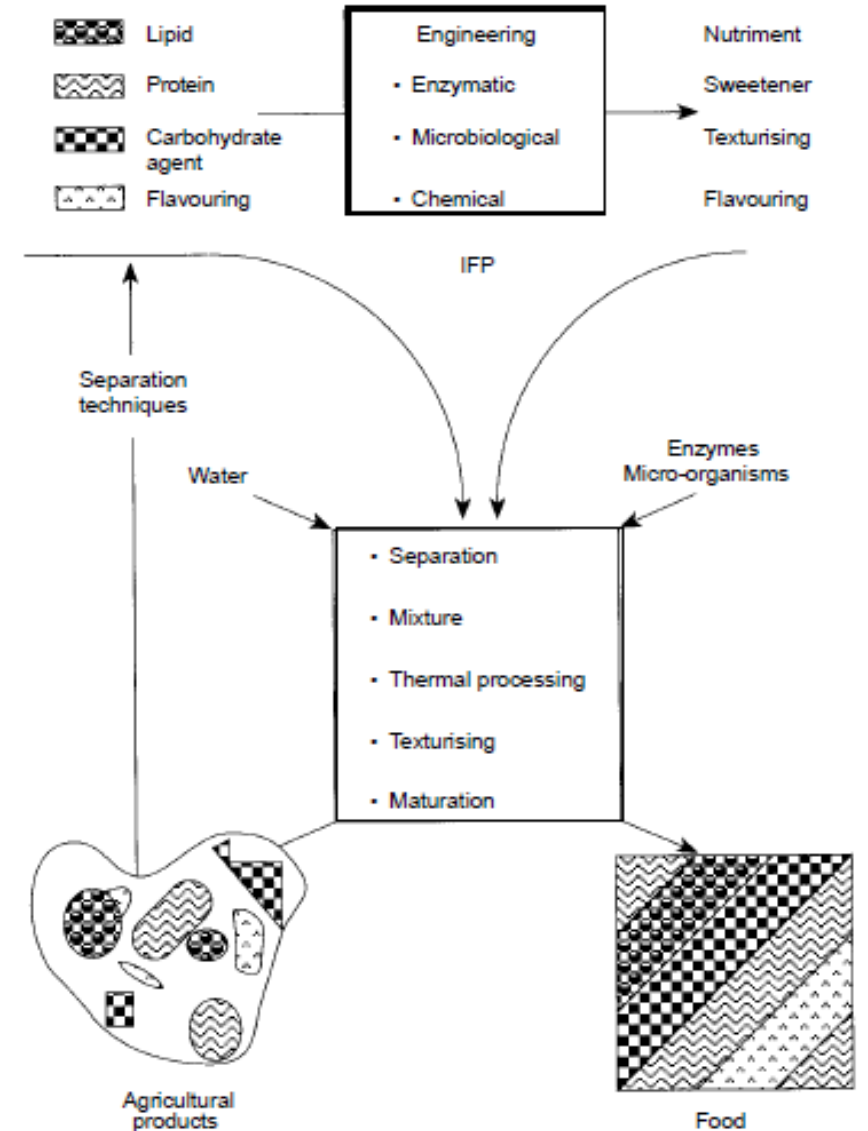 Lipid
Protein
Carbohydrate
agent
Flavouring
Engineering
• Enzymatic
• Microbiological
• Chemical
Nutriment
Sweetener
Texturising
Flavouring
IFP
Separation
techniques
Water
Enzymes
Micro-organisms
• Separation
• Mixture
• Thermal processing
• Texturising
• Maturation
Agricultural
products
Food